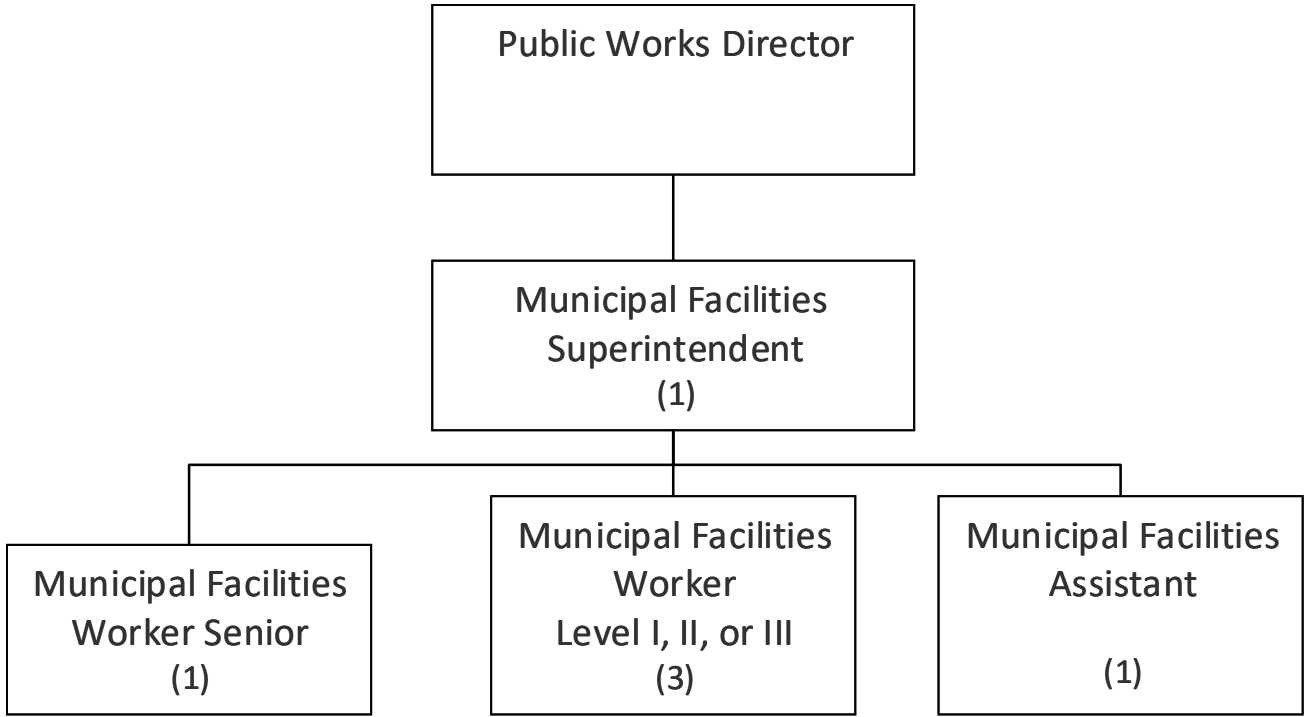 Public Works Director
Municipal Facilities
Superintendent
(1)
Municipal Facilities
Worker Senior
(1)
Municipal Facilities
Worker
Level I, II, or III
(3)
Municipal Facilities
Assistant
(1)